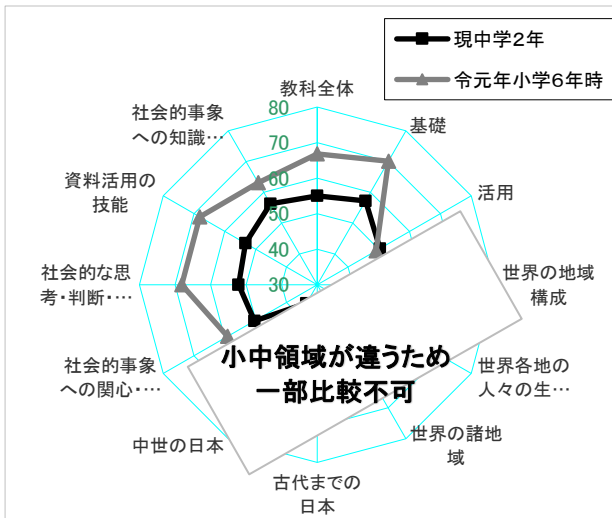 現中学2年
令元年小学6年時
教科全体
基礎
活用
世界の地域
構成
世界各地の
人々の生…
世界の諸地
域
古代までの
日本
中世の日本
社会的事象
への関心・…
社会的な思
考・判断・…
資料活用の
技能
社会的事象
への知識…
80
70
60
50
40
30
小中領域が違うため
一部比較不可